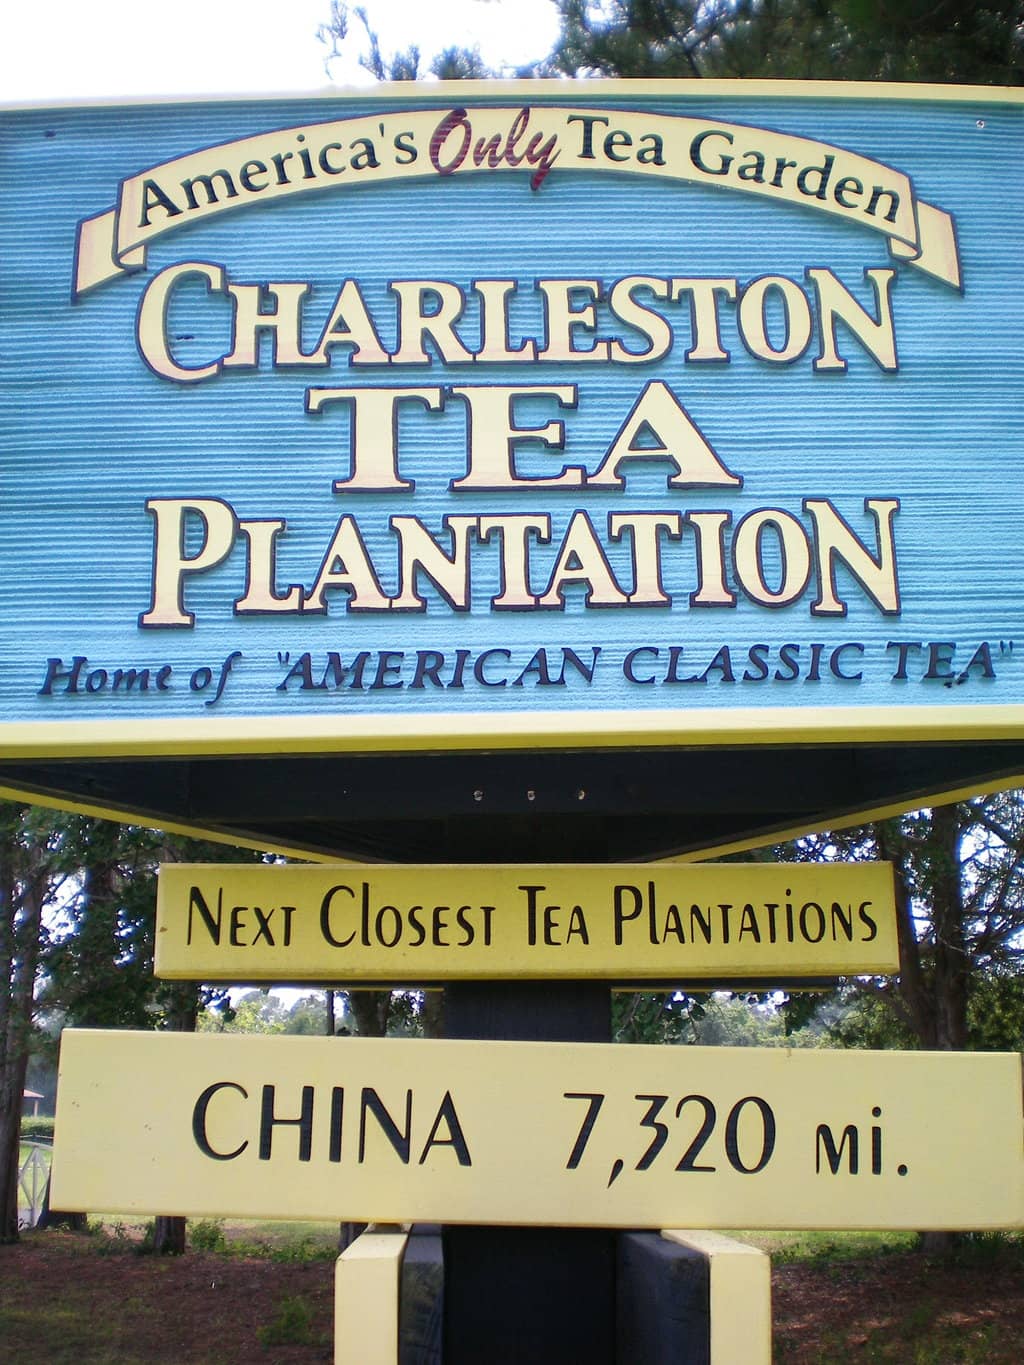 America's Only Tea Garden
CHARLESTON
TEA
PLANTATION
Home of "AMERICAN CLASSIC TEA"
NEXT CLOSEST TEA PLANTATIONS
CHINA 7,320 mi.